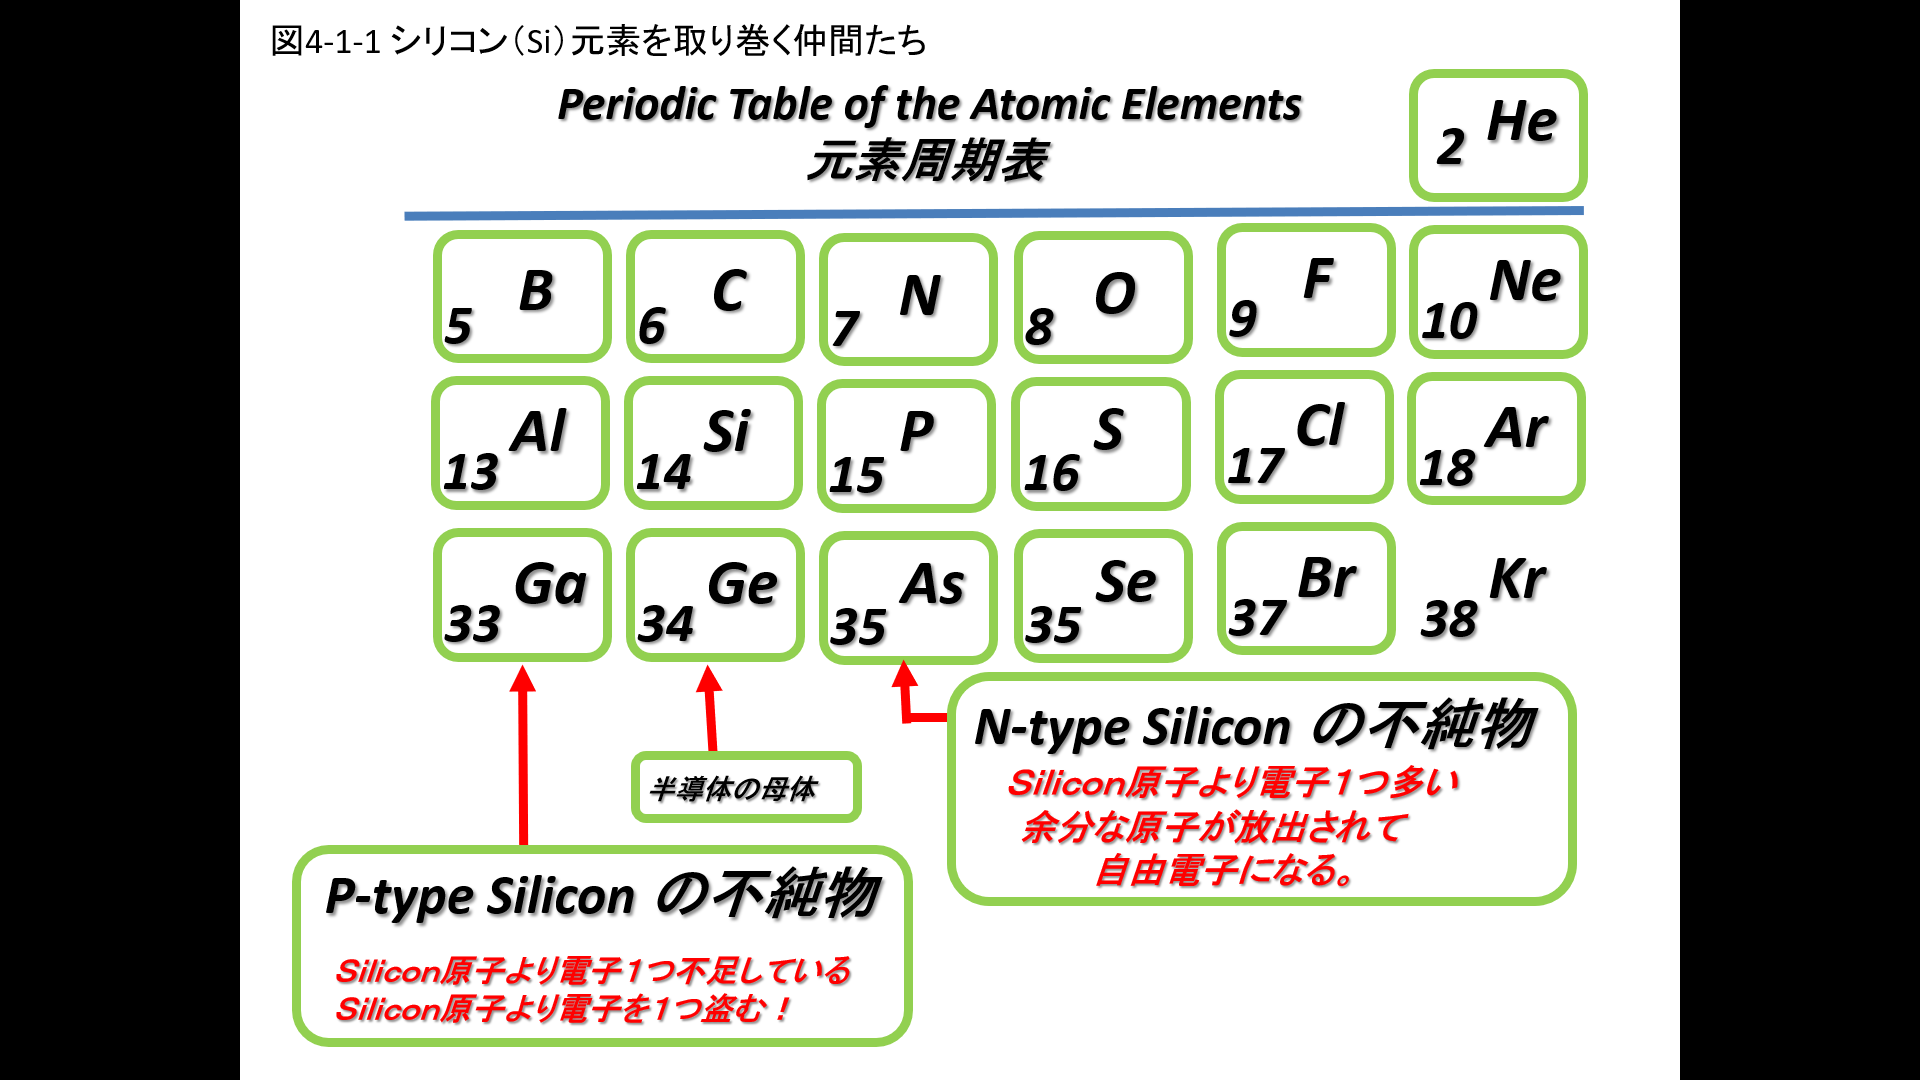 図4-1-1 シリコン（Si）元素を取り巻く仲間たち
Periodic Table of the Atomic Elements
元素周期表
2 He
5 B
6 C
7 N
8 O
9 F
10 Ne
13 Al
14 Si
15 P
16 S
17 Cl
18 Ar
33 Ga
34 Ge
35 As
35 Se
37 Br
38 Kr
半導体の母体
N-type Silicon の不純物
Silicon原子より電子１つ多い
余分な原子が放出されて
自由電子になる。
P-type Silicon の不純物
Silicon原子より電子１つ不足している
Silicon原子より電子を１つ盗む！